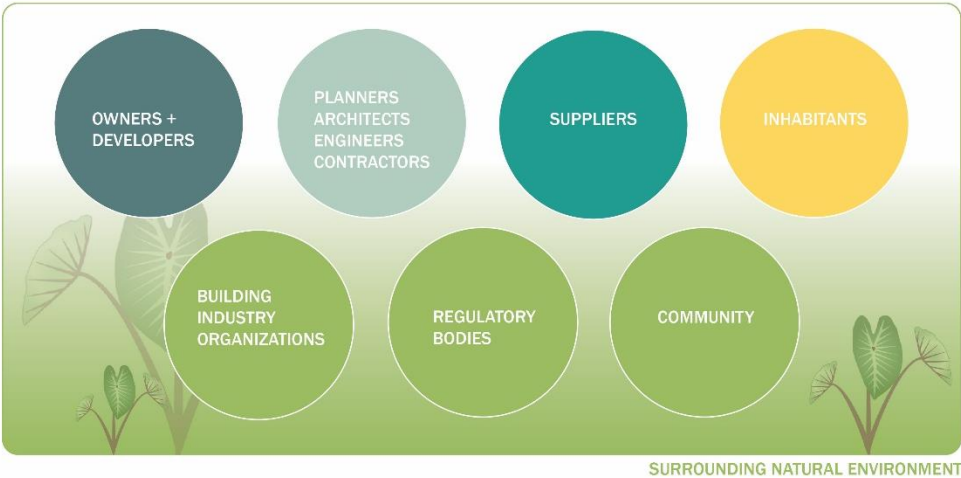 OWNERS +
DEVELOPERS
PLANNERS
ARCHITECTS
ENGINEERS
CONTRACTORS
SUPPLIERS
INHABITANTS
BUILDING
INDUSTRY
ORGANIZATIONS
REGULATORY
BODIES
COMMUNITY
SURROUNDING NATURAL ENVIRONMENT